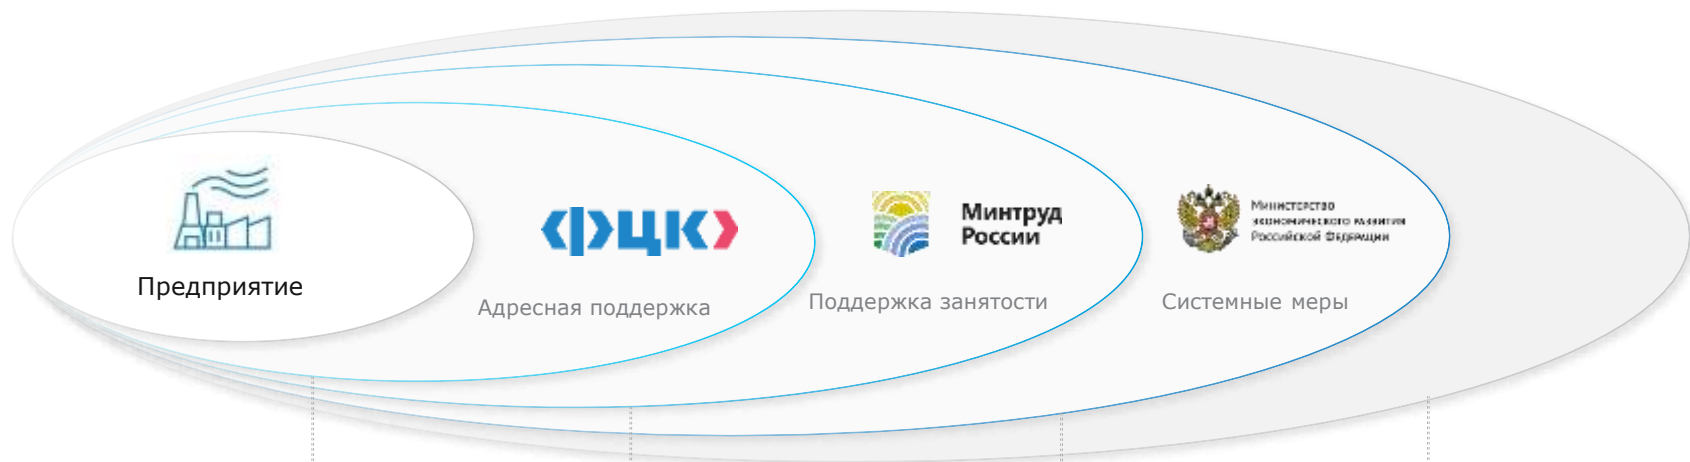 Предприятие
ФЦК
Адресная поддержка
Минтруд
России
Поддержка занятости
Министерство
экономического развития
Российской Федерации
Системные меры